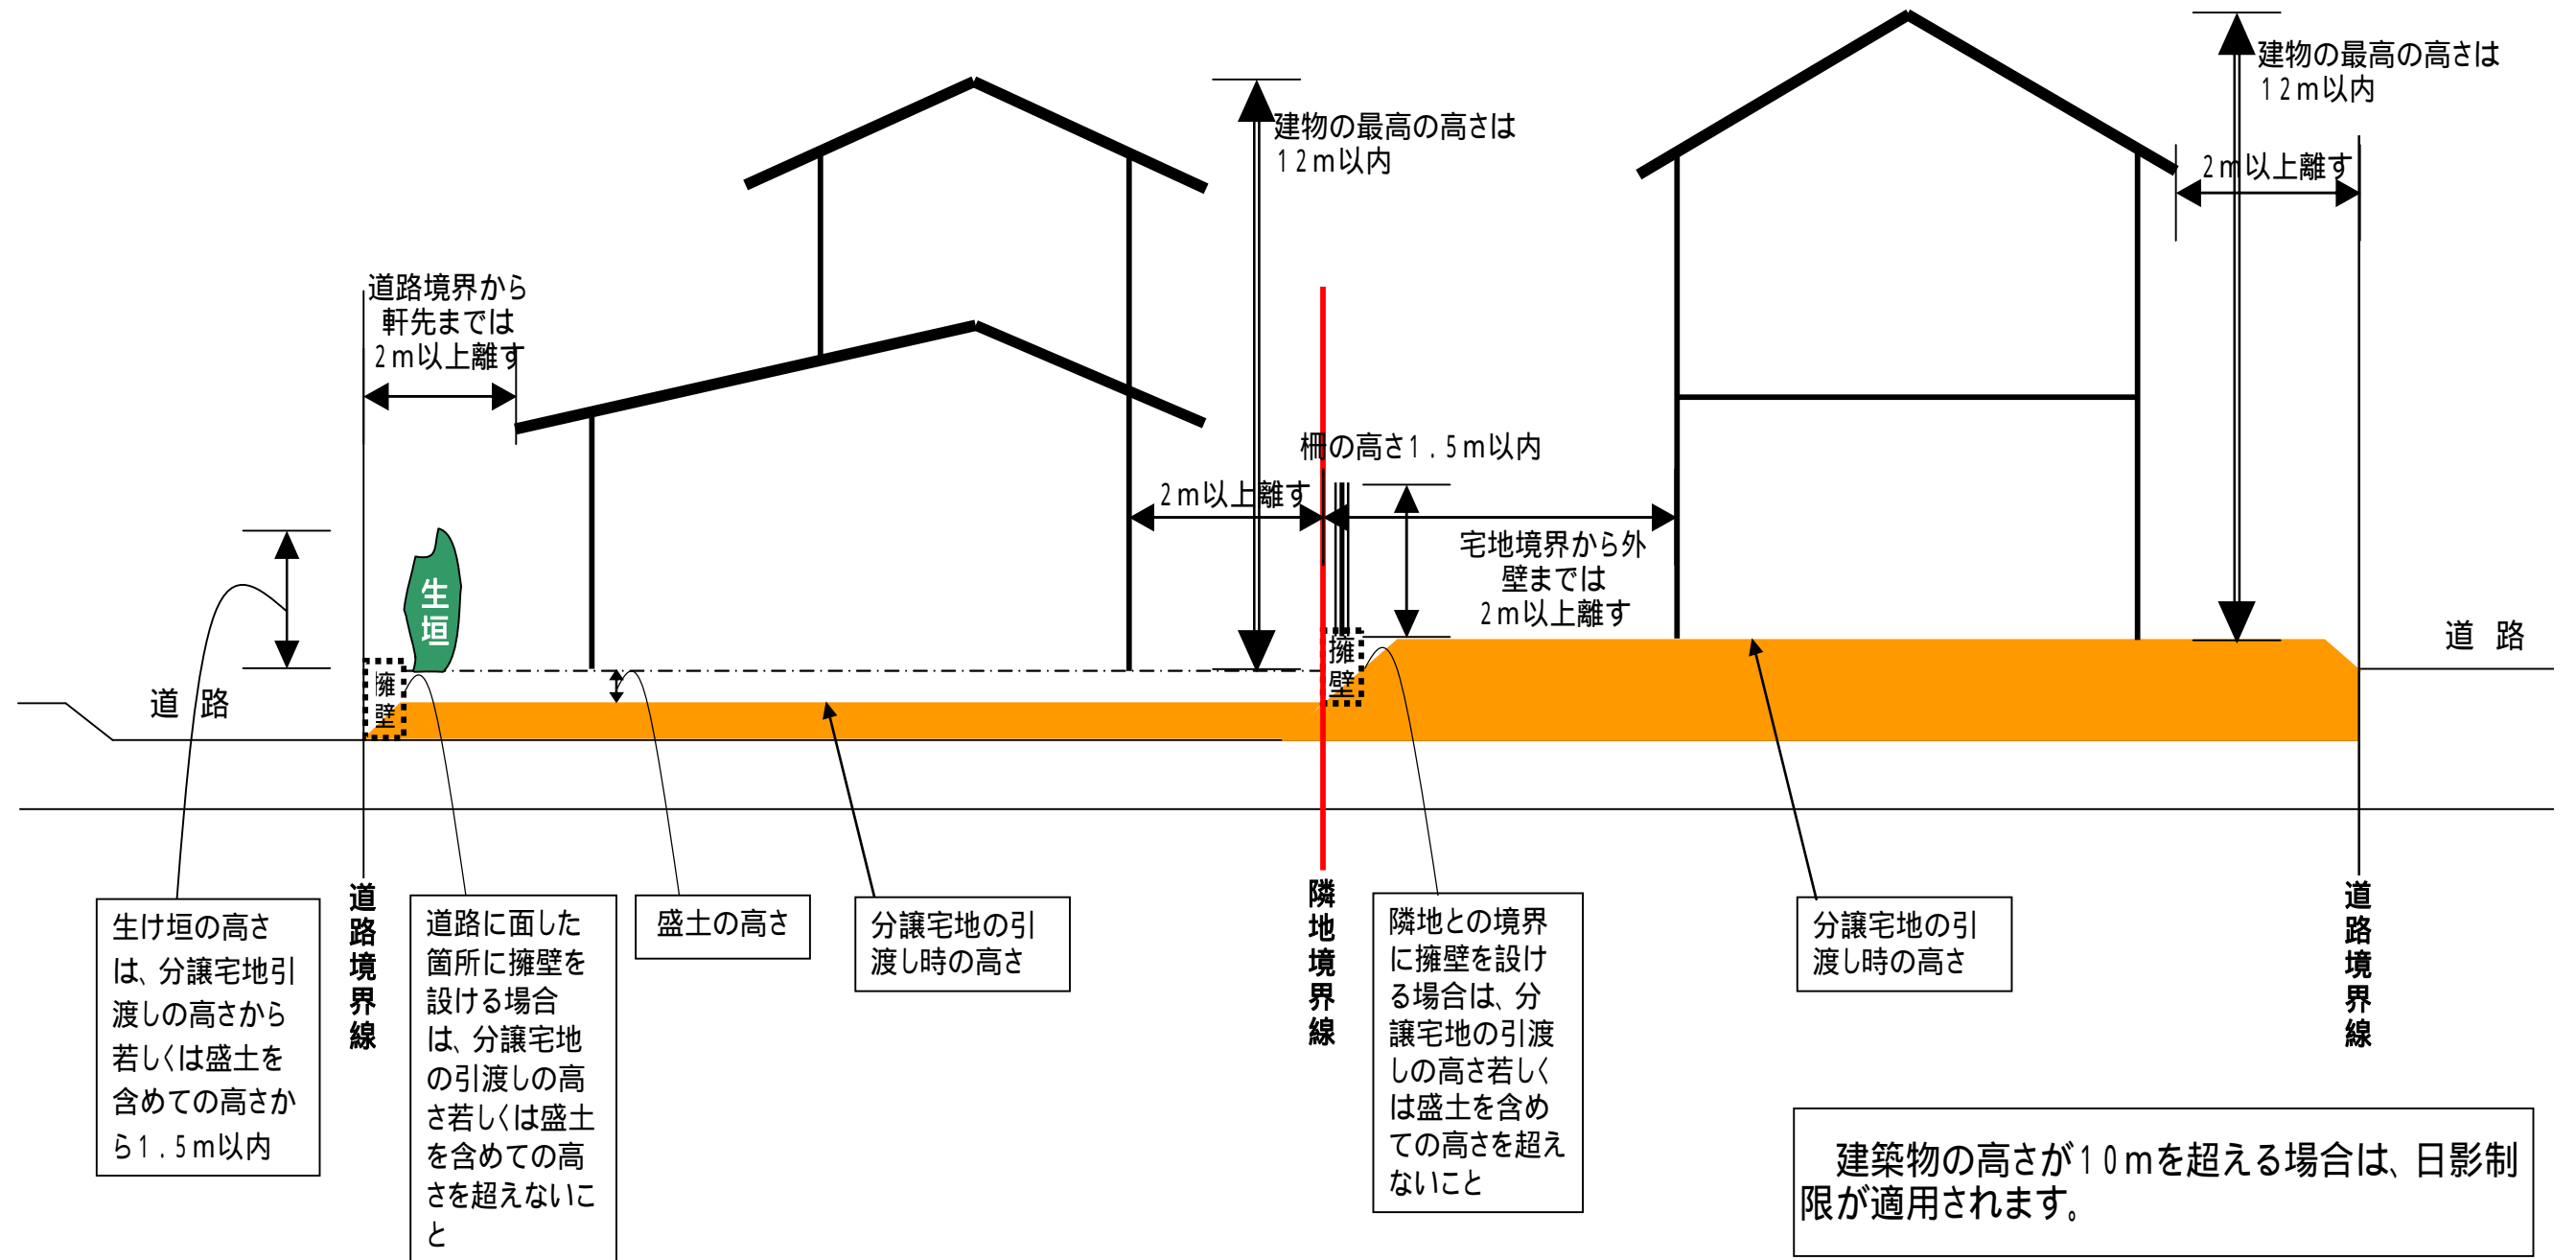 建物の最高の高さは
12m以内
2m以上離す
建物の最高の高さは
12m以内
道路境界から
軒先までは
2m以上離す
柵の高さ1.5m以内
2m以上離す
宅地境界から外
壁までは
2m以上離す
生垣
擁壁
擁壁
道 路
道 路
生け垣の高さ
は、分譲宅地引
渡しの高さから
若しくは盛土を
含めての高さか
ら1.5m以内
道路境界線
道路に面した
箇所に擁壁を
設ける場合
は、分譲宅地
の引渡しの高
さ若しくは盛土
を含めての高
さを超えないこ
と
盛土の高さ
分譲宅地の引
渡し時の高さ
隣地境界線
隣地との境界
に擁壁を設け
る場合は、分
譲宅地の引渡
しの高さ若しく
は盛土を含め
ての高さを超え
ないこと
分譲宅地の引
渡し時の高さ
道路境界線
建築物の高さが10mを超える場合は、日影制
限が適用されます。